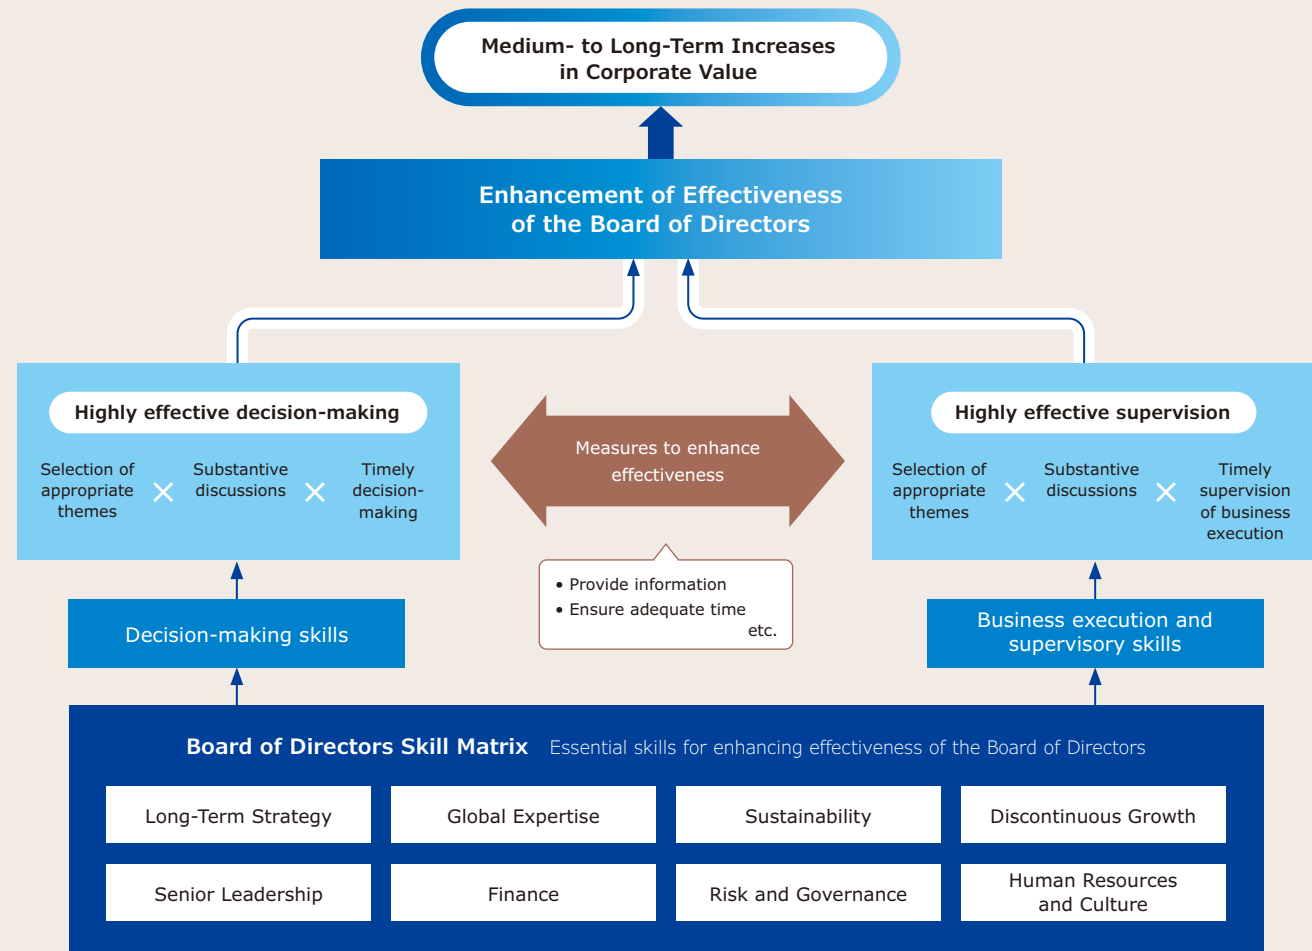 Medium- to Long-Term Increases
in Corporate Value
Enhancement of Effectiveness
of the Board of Directors
Highly effective decision-making
Selection of
appropriate
themes
×
Substantive
discussions
×
Timely
decision-
making
Measures to enhance
effectiveness
• Provide information
• Ensure adequate time
etc.
Highly effective supervision
Selection of
appropriate
themes
×
Substantive
discussions
×
Timely
supervision
of business
execution
Decision-making skills
Business execution and
supervisory skills
Board of Directors Skill Matrix Essential skills for enhancing effectiveness of the Board of Directors
Long-Term Strategy
Global Expertise
Sustainability
Discontinuous Growth
Senior Leadership
Finance
Risk and Governance
Human Resources
and Culture